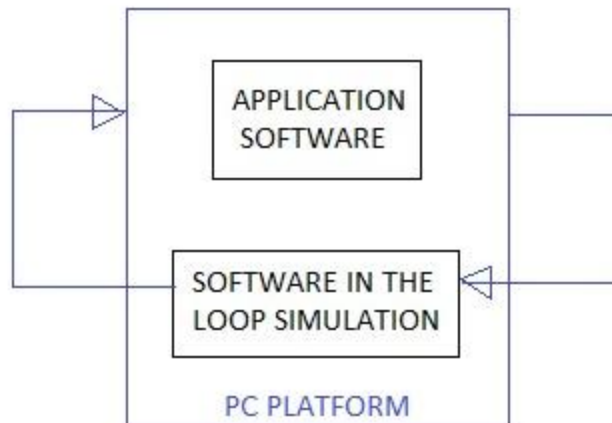 APPLICATION
SOFTWARE
SOFTWARE IN THE
LOOP SIMULATION
PC PLATFORM